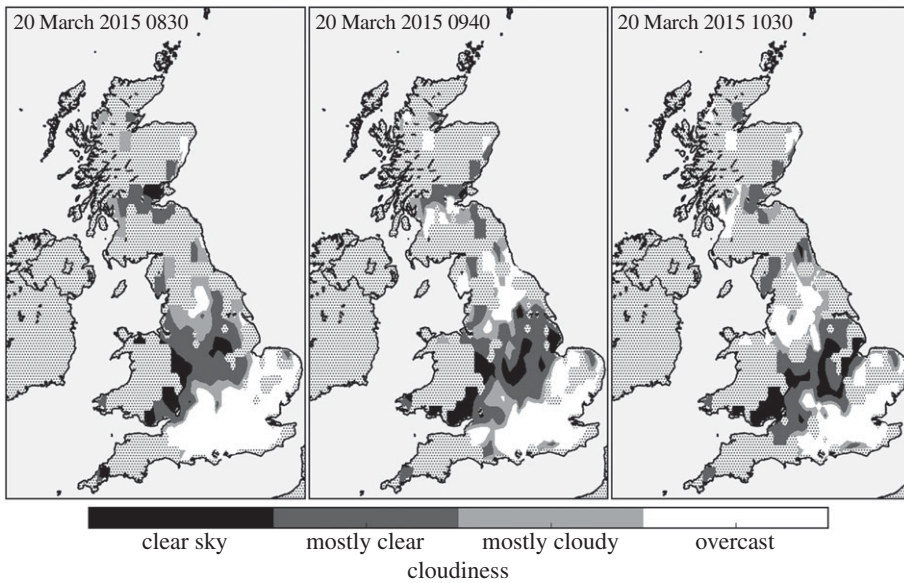 20 March 2015 0830
20 March 2015 0940
20 March 2015 1030
clear sky
mostly clear
mostly cloudy
overcast
cloudiness